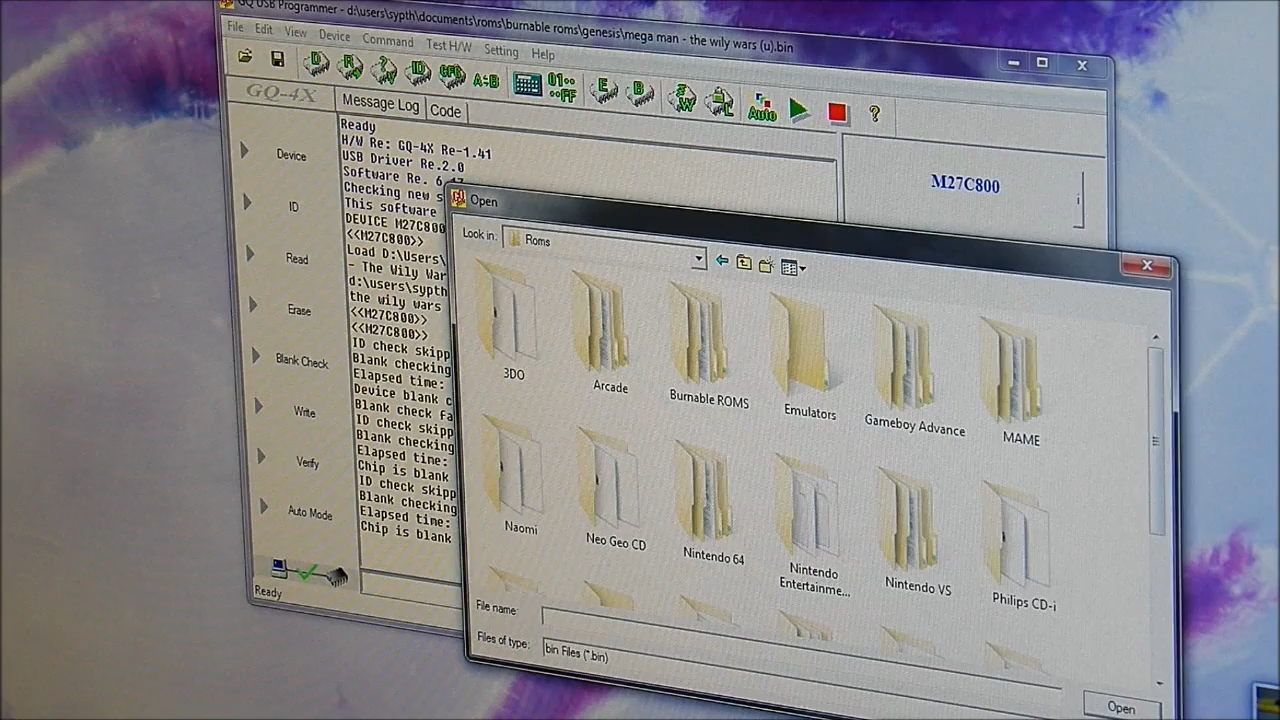 GQ USB Programmer - d:\users\sypth\documents\roms\burnable roms\genesis\mega man - the wily wars (u).bin
File Edit View Device Command Test H/W Setting Help
GQ-4X
Message Log Code
Ready
H/W Re: GQ-4X Re-1.41
USB Driver Re.2.0
Software Re.
Checking new s
This software
DEVICE M27C800
<<M27C800>>
Load D:\Users\
- The Wily War
d:\users\sypth
the wily wars
<<M27C800>>
<<M27C800>>
ID check skipp
Blank checking
Elapsed time:
Device blank c
Blank check fa
ID check skipp
Blank checking
Elapsed time:
Chip is blank
ID check skipp
Blank checking
Elapsed time:
Chip is blank
Device
ID
Read
Erase
Blank Check
Write
Verify
Auto Mode
Ready
M27C800
i
Auto
Open
Look in: Roms
3DO
Arcade
Burnable ROMS
Emulators
Gameboy Advance
MAME
Naomi
Neo Geo CD
Nintendo 64
Nintendo
Entertainme...
Nintendo VS
Philips CD-i
File name:
Files of type: bin Files (*.bin)
Open